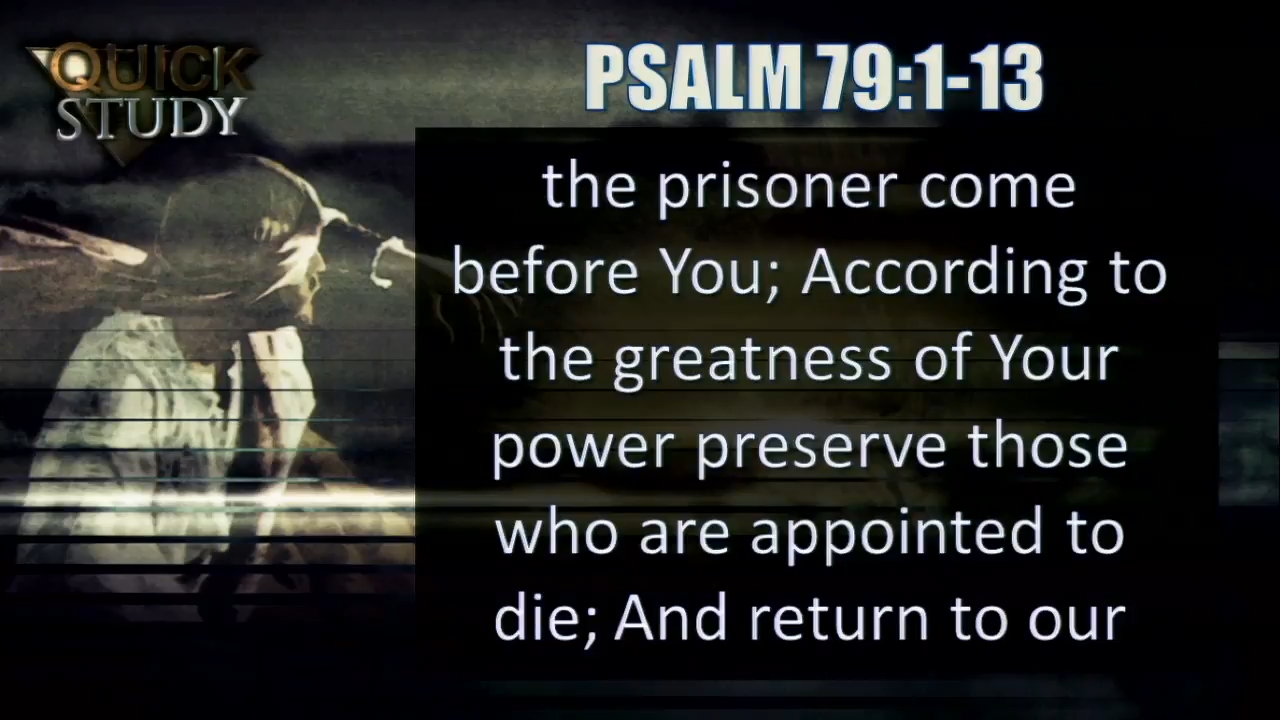 QUICK
STUDY
PSALM 79:1-13
the prisoner come
before You; According to
the greatness of Your
power preserve those
who are appointed to
die; And return to our